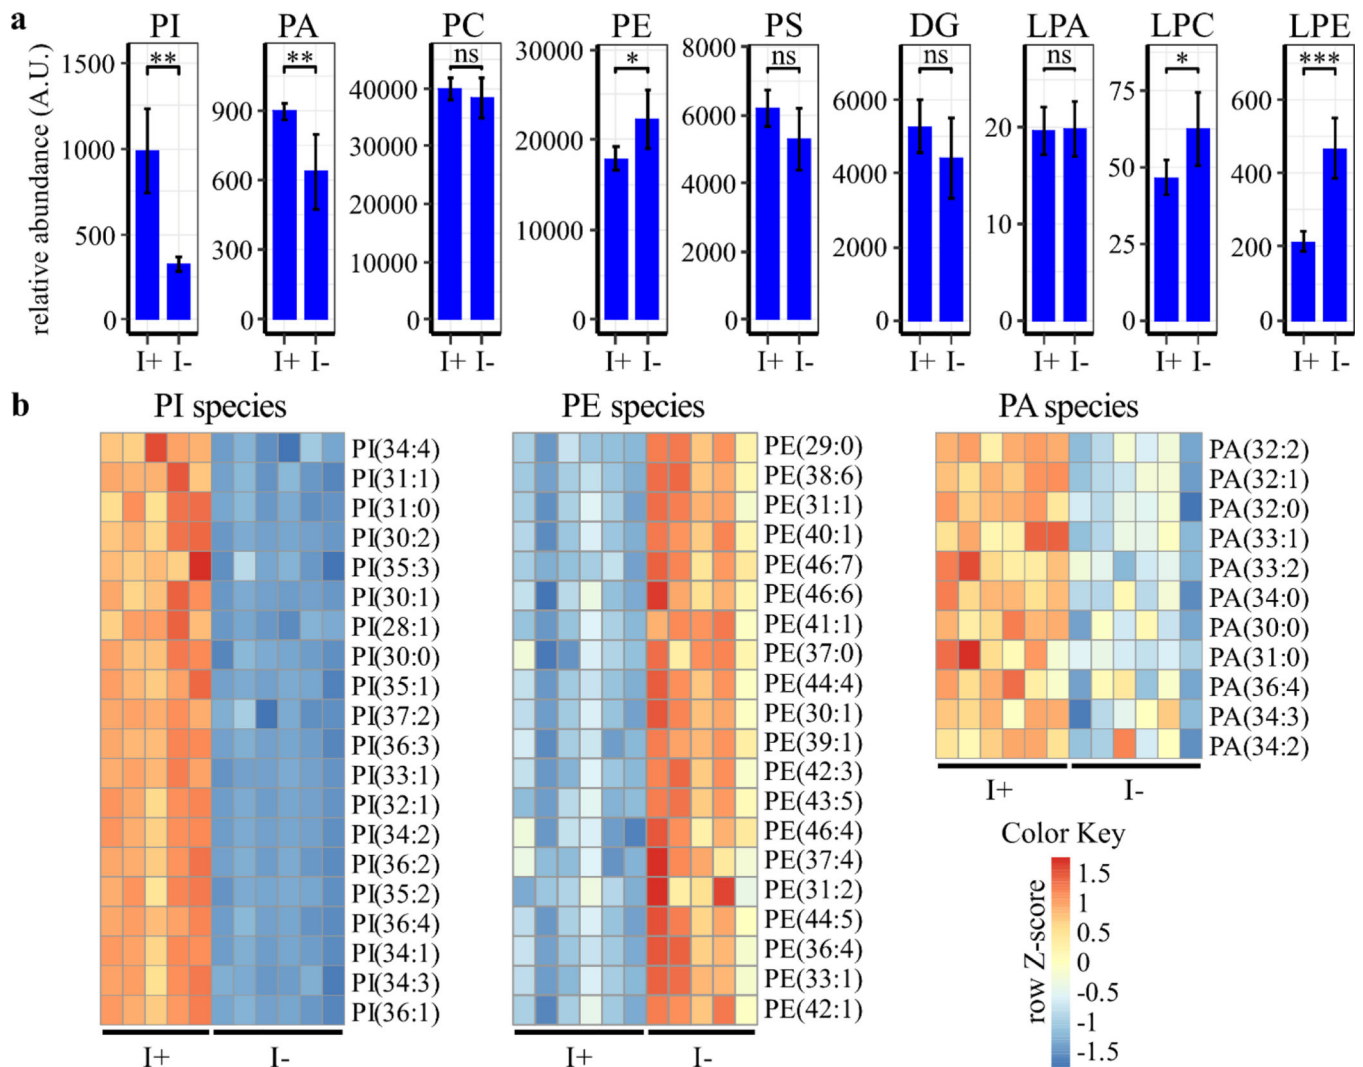 a
PI PA PC PE PS DG LPA LPC LPE
relative abundance (A.U.)
** ** ns * ns ns ns * ***
1500
1000
500
0
900
600
300
0
40000
30000
20000
10000
0
30000
20000
10000
0
8000
6000
4000
2000
0
6000
4000
2000
0
20
10
0
75
50
25
0
600
400
200
0
I+ I- I+ I- I+ I- I+ I- I+ I- I+ I- I+ I- I+ I- I+ I-
b
PI species
PI(34:4)
PI(31:1)
PI(31:0)
PI(30:2)
PI(35:3)
PI(30:1)
PI(28:1)
PI(30:0)
PI(35:1)
PI(37:2)
PI(36:3)
PI(33:1)
PI(32:1)
PI(34:2)
PI(36:2)
PI(35:2)
PI(36:4)
PI(34:1)
PI(34:3)
PI(36:1)
I+ I-
PE species
PE(29:0)
PE(38:6)
PE(31:1)
PE(40:1)
PE(46:7)
PE(46:6)
PE(41:1)
PE(37:0)
PE(44:4)
PE(30:1)
PE(39:1)
PE(42:3)
PE(43:5)
PE(46:4)
PE(37:4)
PE(31:2)
PE(44:5)
PE(36:4)
PE(33:1)
PE(42:1)
I+ I-
PA species
PA(32:2)
PA(32:1)
PA(32:0)
PA(33:1)
PA(33:2)
PA(34:0)
PA(30:0)
PA(31:0)
PA(36:4)
PA(34:3)
PA(34:2)
I+ I-
Color Key
row Z-score
1.5
1
0.5
0
-0.5
-1
-1.5